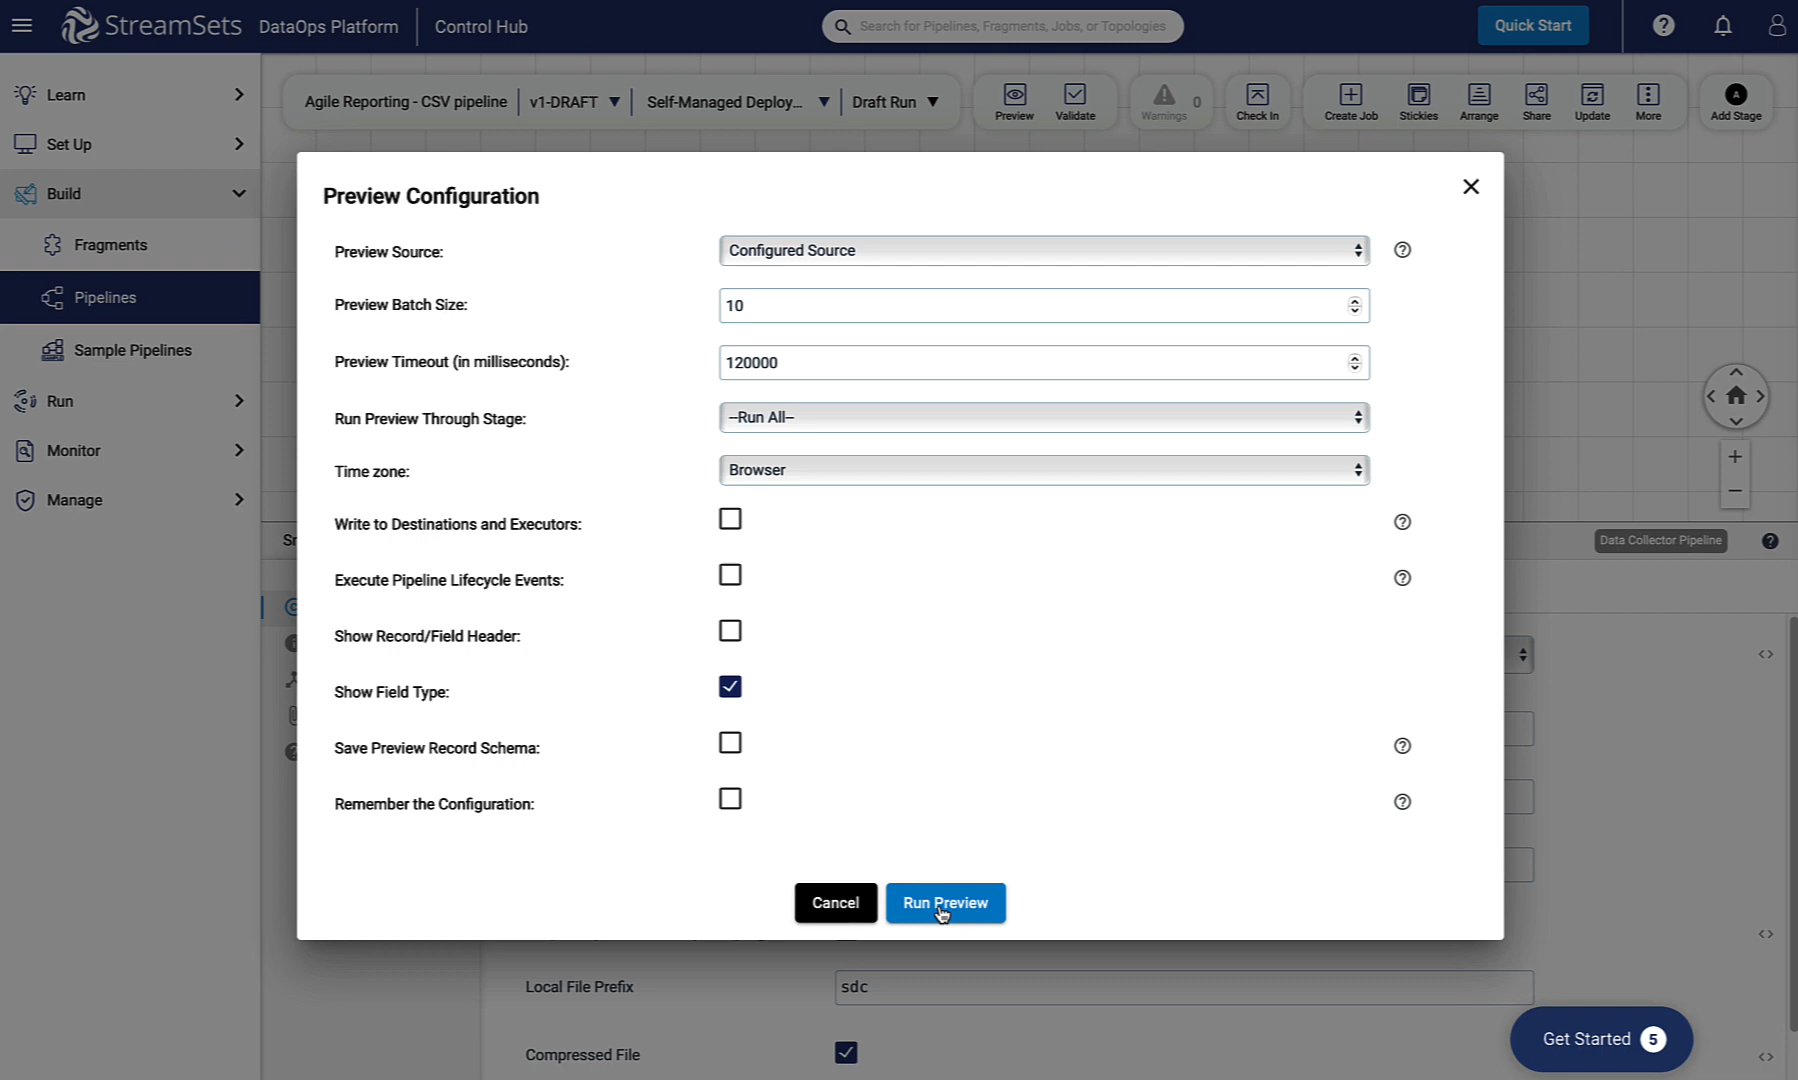 StreamSets DataOps Platform Control Hub
Search for Pipelines, Fragments, Jobs, or Topologies
Quick Start
Learn
Set Up
Build
Fragments
Pipelines
Sample Pipelines
Run
Monitor
Manage
Agile Reporting - CSV pipeline v1-DRAFT Self-Managed Deploy... Draft Run
Preview Validate Warnings 0 Check In Create Job Stickies Arrange Share Update More A Add Stage
Preview Configuration
Preview Source: Configured Source
Preview Batch Size: 10
Preview Timeout (in milliseconds): 120000
Run Preview Through Stage: --Run All--
Time zone: Browser
Write to Destinations and Executors:
Execute Pipeline Lifecycle Events:
Show Record/Field Header:
Show Field Type:
Save Preview Record Schema:
Remember the Configuration:
Cancel Run Preview
Data Collector Pipeline
Local File Prefix sdc
Compressed File
Get Started 5